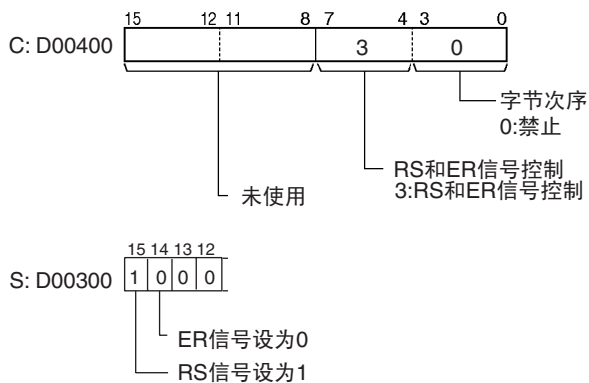 15 12 11 8 7 4 3 0
C: D00400 3 0
字节次序
0:禁止
RS和ER信号控制
3:RS和ER信号控制
未使用
15 14 13 12
S: D00300 1 0 0 0
ER信号设为0
RS信号设为1